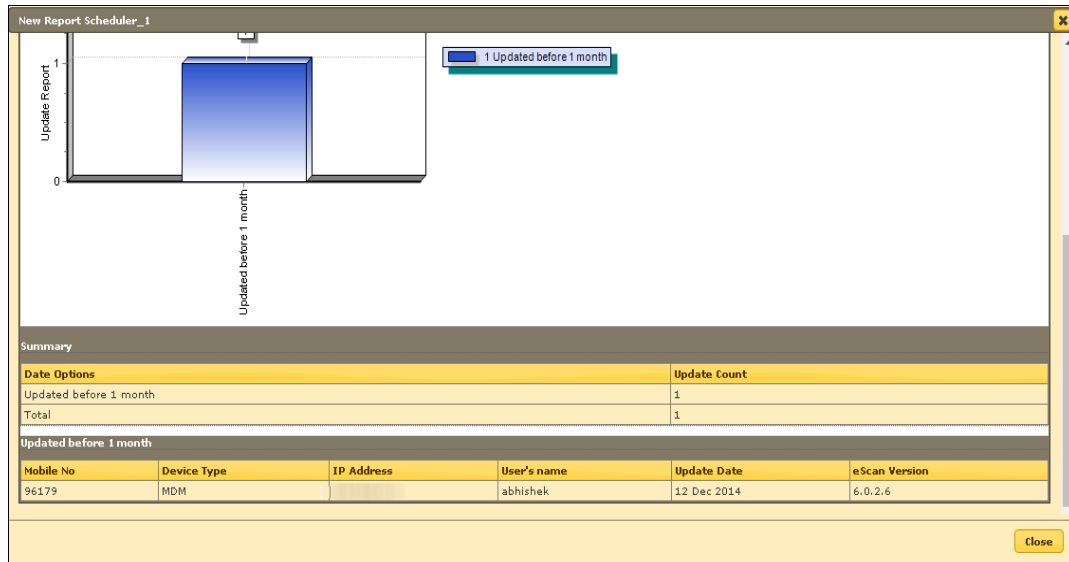 New Report Scheduler_1
1 Updated before 1 month
Update Report
1
0
Updated before 1 month
Summary
Date Options Update Count
Updated before 1 month 1
Total 1
Updated before 1 month
Mobile No Device Type IP Address User's name Update Date eScan Version
96179 MDM abhishek 12 Dec 2014 6.0.2.6
Close